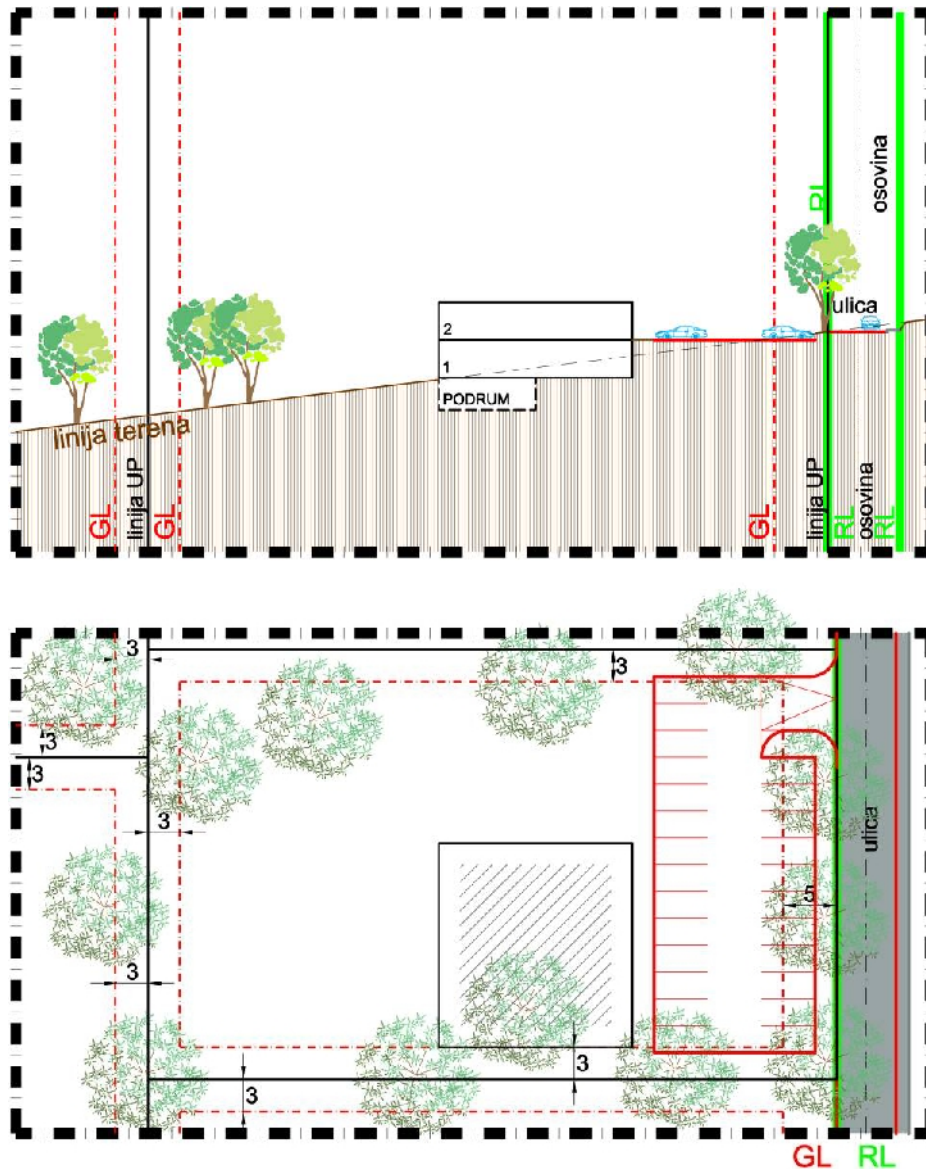 RL
osovina
ulica
2
1
PODRUM
linija terena
GL
linija UP
GL
GL
linija UP
RL
osovina
RL
3
3
3
3
3
ulica
5
3
3
3
GL
RL